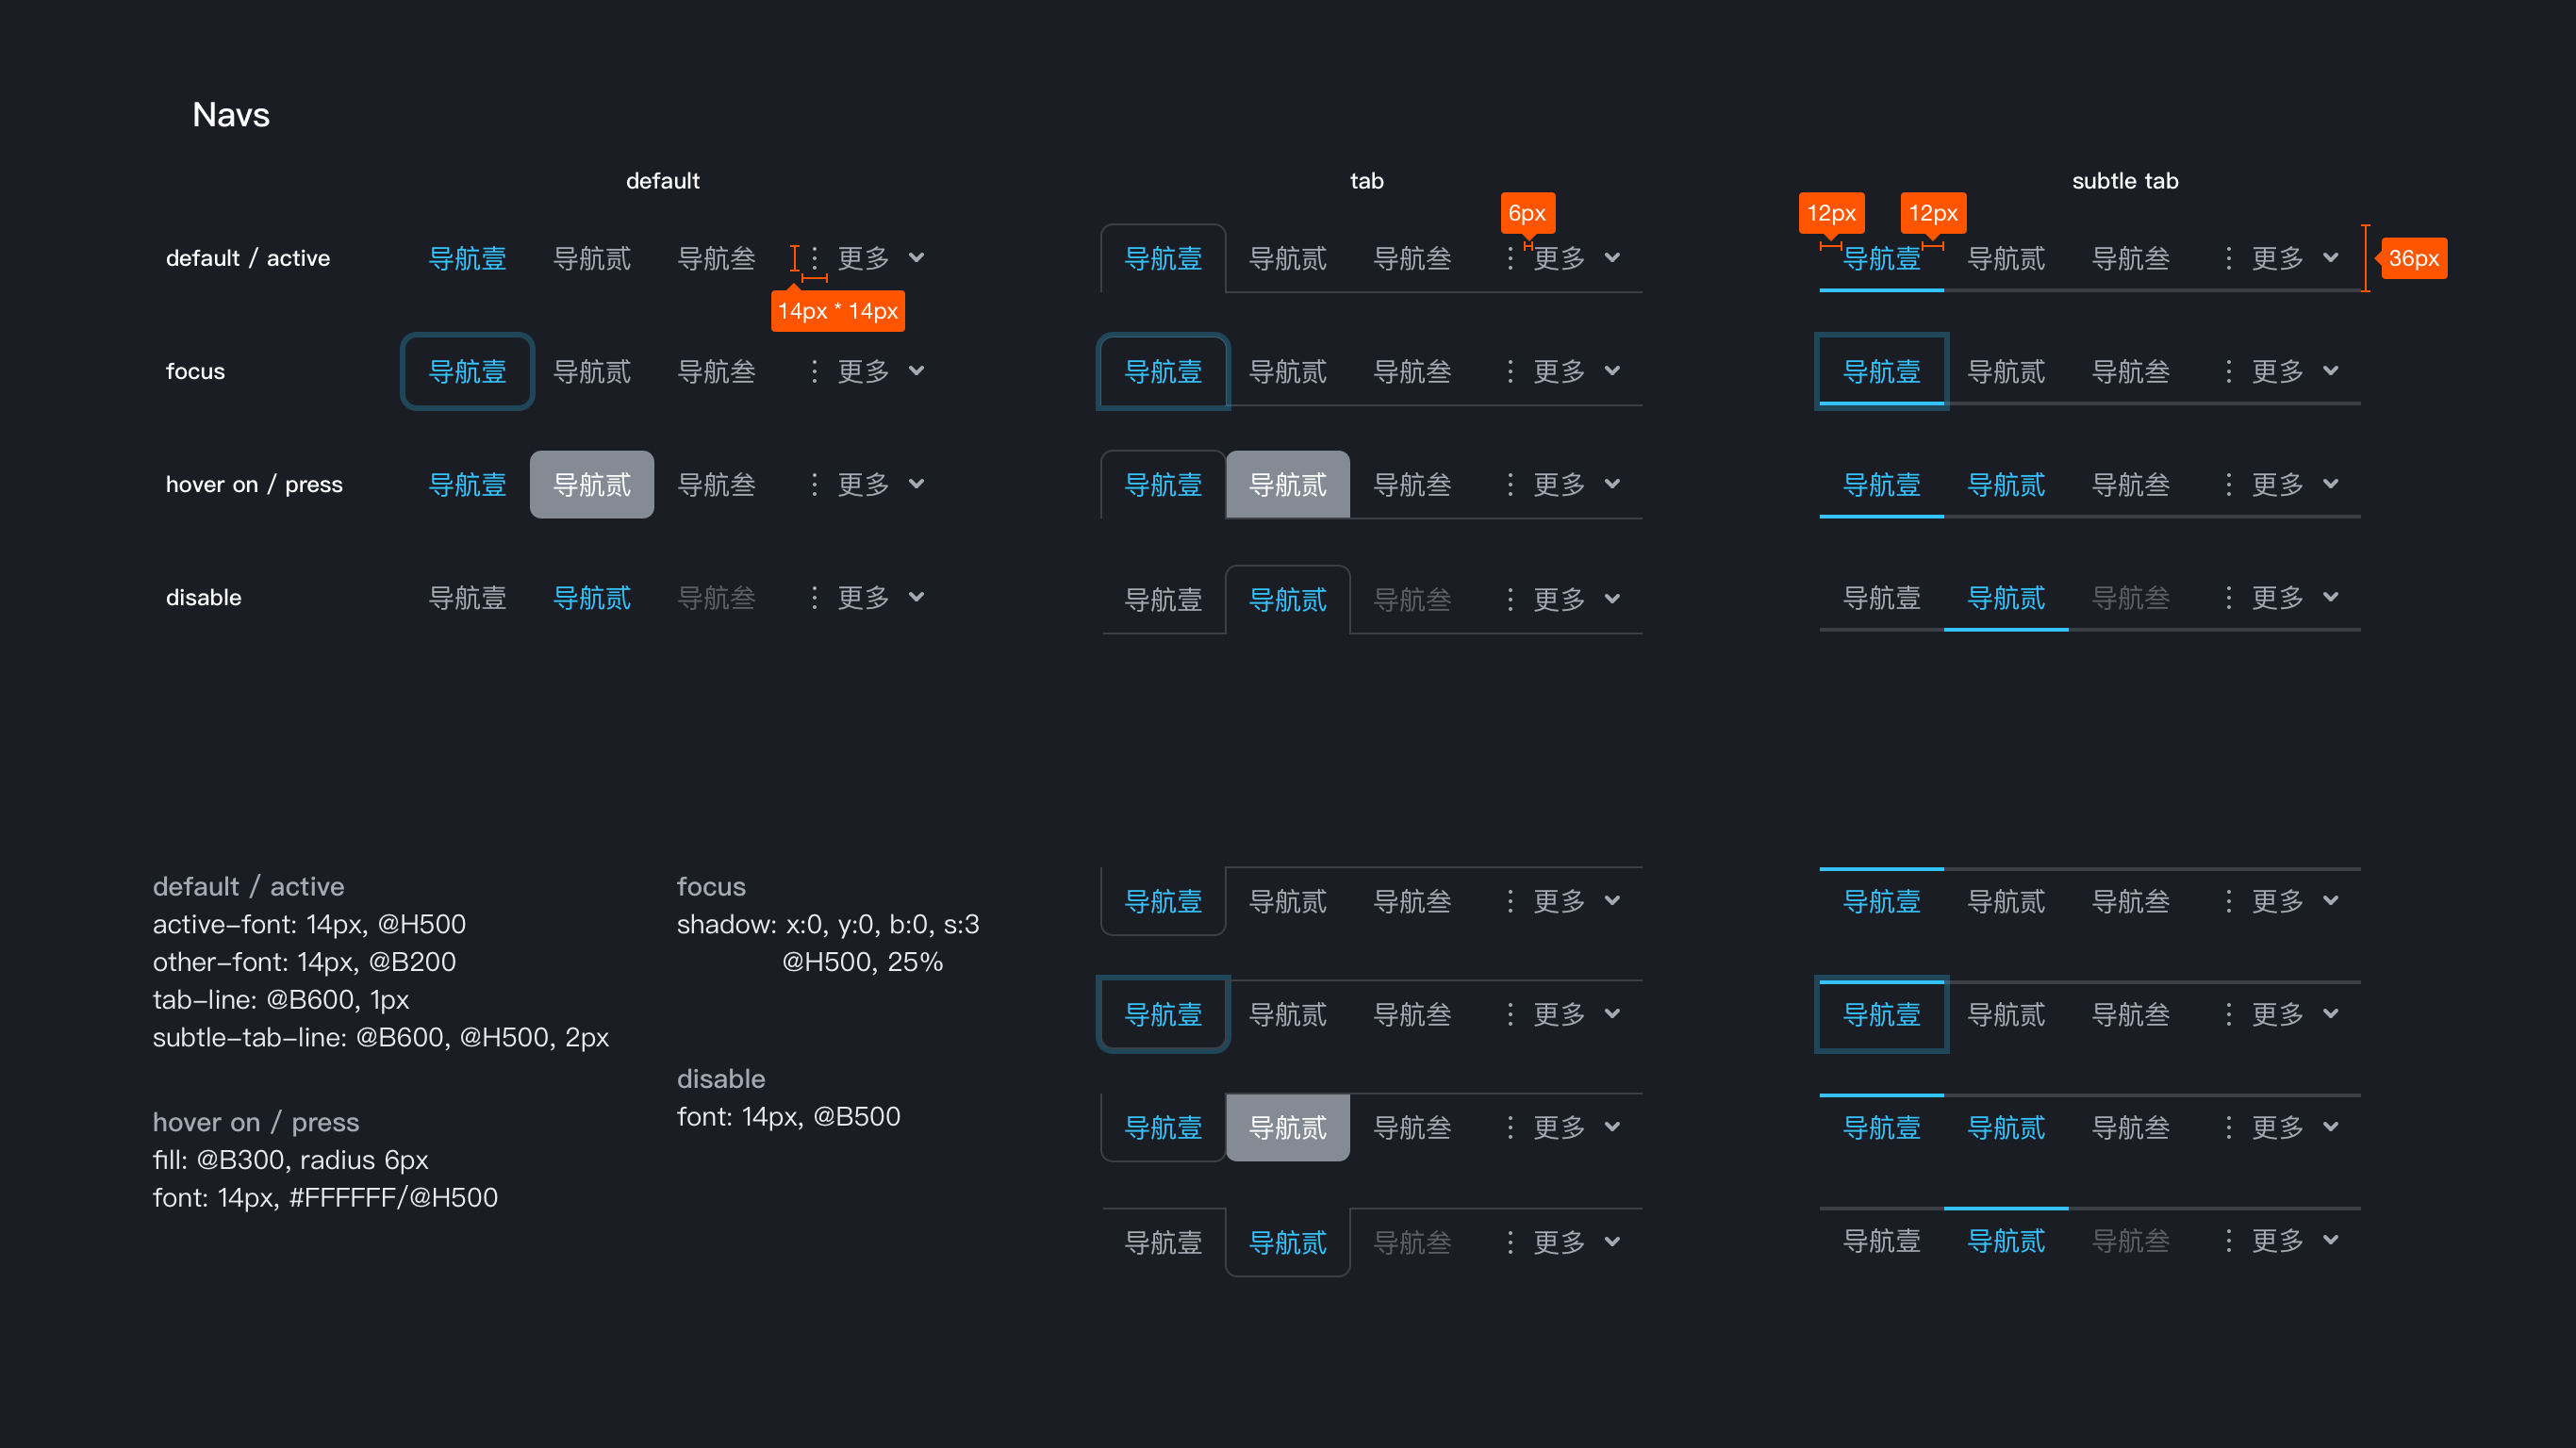 Navs
default
tab
subtle tab
6px
12px 12px
default / active 导航壹 导航贰 导航叁 更多 导航壹 导航贰 导航叁 更多 导航壹 导航贰 导航叁 更多 36px
14px * 14px
focus 导航壹 导航贰 导航叁 更多 导航壹 导航贰 导航叁 更多 导航壹 导航贰 导航叁 更多
hover on / press 导航壹 导航贰 导航叁 更多 导航壹 导航贰 导航叁 更多 导航壹 导航贰 导航叁 更多
disable 导航壹 导航贰 导航叁 更多 导航壹 导航贰 导航叁 更多 导航壹 导航贰 导航叁 更多
default / active
active-font: 14px, @H500
other-font: 14px, @B200
tab-line: @B600, 1px
subtle-tab-line: @B600, @H500, 2px
hover on / press
fill: @B300, radius 6px
font: 14px, #FFFFFF/@H500
focus
shadow: x:0, y:0, b:0, s:3
@H500, 25%
disable
font: 14px, @B500
导航壹 导航贰 导航叁 更多 导航壹 导航贰 导航叁 更多
导航壹 导航贰 导航叁 更多 导航壹 导航贰 导航叁 更多
导航壹 导航贰 导航叁 更多 导航壹 导航贰 导航叁 更多
导航壹 导航贰 导航叁 更多 导航壹 导航贰 导航叁 更多